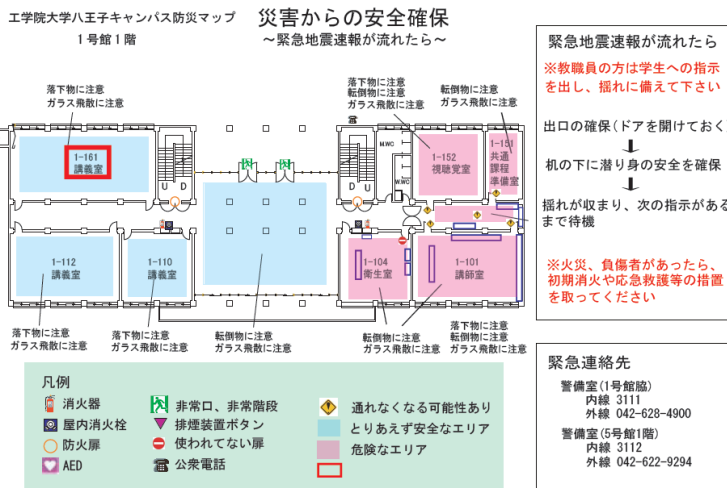 工学院大学八王子キャンパス防災マップ
1号館1階
災害からの安全確保
～緊急地震速報が流れたら～
落下物に注意
ガラス飛散に注意
落下物に注意
転倒物に注意
ガラス飛散に注意
転倒物に注意
ガラス飛散に注意
1-161
講義室
U D
D U
M.WC
W.WC
1-152
視聴覚室
1-151
共通
課程
準備室
1-112
講義室
1-110
講義室
1-104
衛生室
1-101
講師室
落下物に注意
ガラス飛散に注意
落下物に注意
ガラス飛散に注意
転倒物に注意
ガラス飛散に注意
転倒物に注意
ガラス飛散に注意
落下物に注意
転倒物に注意
ガラス飛散に注意
緊急地震速報が流れたら
※教職員の方は学生への指示
を出し、揺れに備えて下さい
出口の確保(ドアを開けておく)
机の下に潜り身の安全を確保
揺れが収まり、次の指示がある
まで待機
※火災、負傷者があったら、
初期消火や応急救護等の措置
を取ってください
凡例
消火器
屋内消火栓
防火扉
AED
非常口、非常階段
排煙装置ボタン
使われてない扉
公衆電話
通れなくなる可能性あり
とりあえず安全なエリア
危険なエリア
緊急連絡先
警備室(1号館脇)
内線 3111
外線 042-628-4900
警備室(5号館1階)
内線 3112
外線 042-622-9294